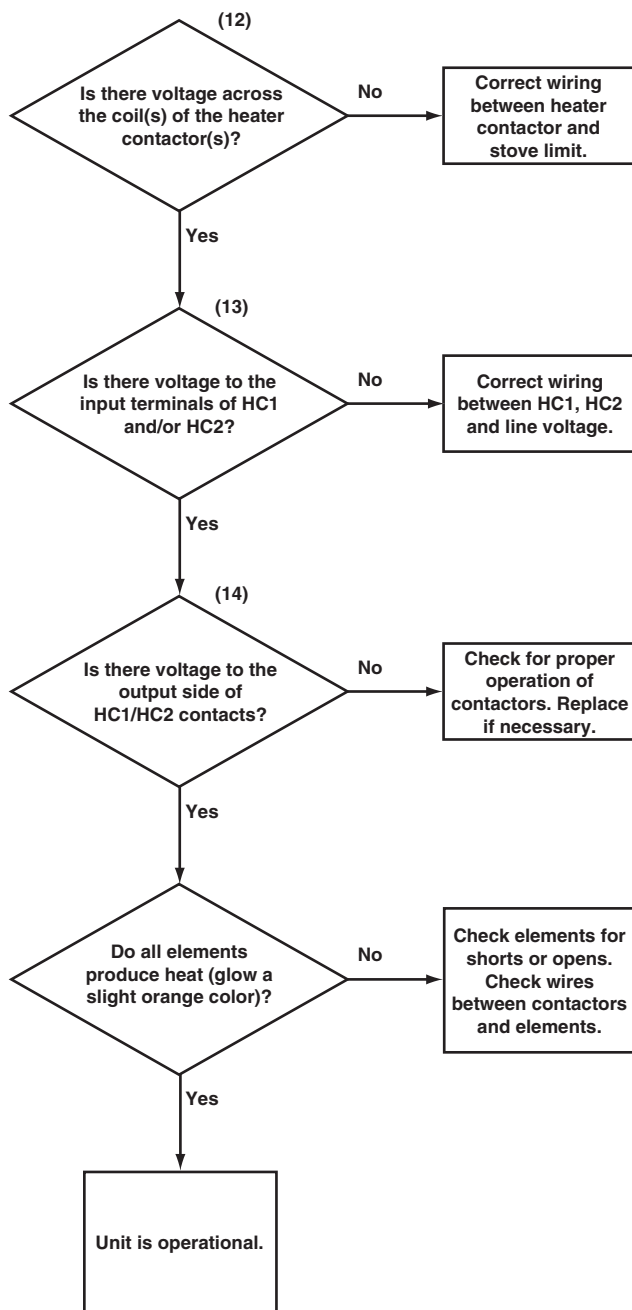 (12)
Is there voltage across
the coil(s) of the heater
contactor(s)?
No
Correct wiring
between heater
contactor and
stove limit.
Yes
(13)
Is there voltage to the
input terminals of HC1
and/or HC2?
No
Correct wiring
between HC1, HC2
and line voltage.
Yes
(14)
Is there voltage to the
output side of
HC1/HC2 contacts?
No
Check for proper
operation of
contactors. Replace
if necessary.
Yes
Do all elements
produce heat (glow a
slight orange color)?
No
Check elements for
shorts or opens.
Check wires
between contactors
and elements.
Yes
Unit is operational.